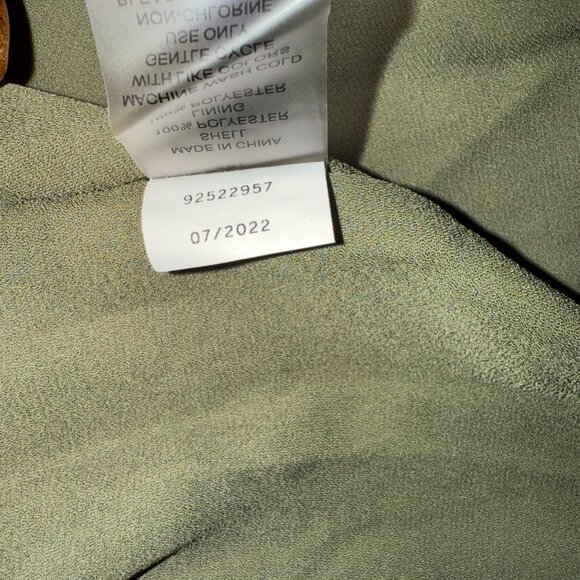 MADE IN CHINA
SHELL
100% POLYESTER
LINING
100% POLYESTER
MACHINE WASH COLD
WITH LIKE COLORS
GENTLE CYCLE
USE ONLY
NON-CHLORINE
92522957
07/2022